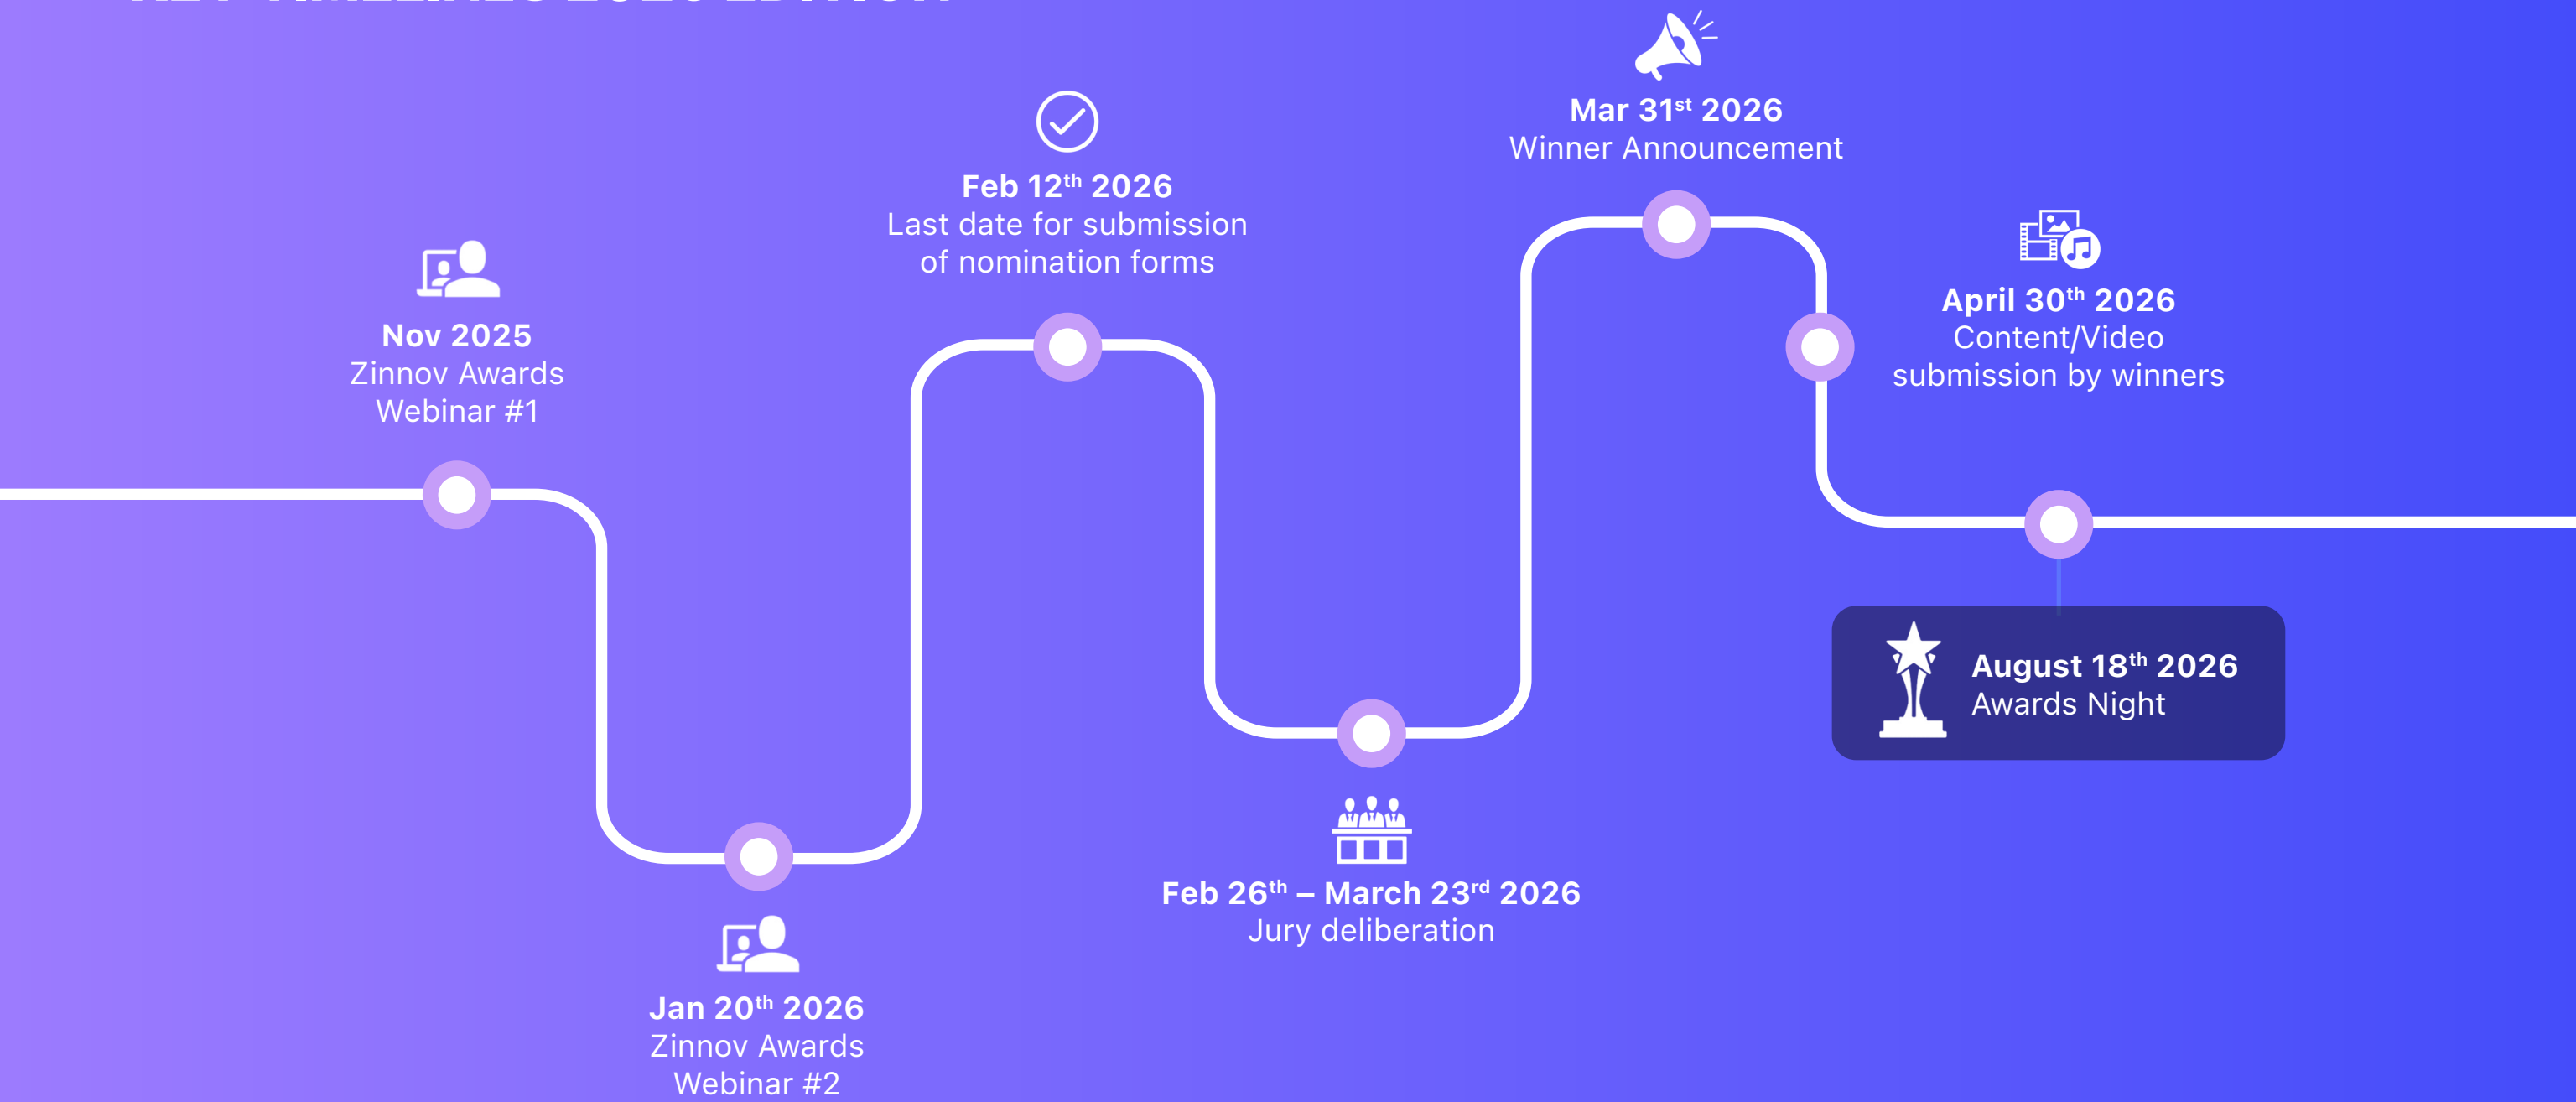 Nov 2025
Zinnov Awards
Webinar #1
Jan 20th 2026
Zinnov Awards
Webinar #2
Feb 12th 2026
Last date for submission
of nomination forms
Feb 26th – March 23rd 2026
Jury deliberation
Mar 31st 2026
Winner Announcement
April 30th 2026
Content/Video
submission by winners
August 18th 2026
Awards Night